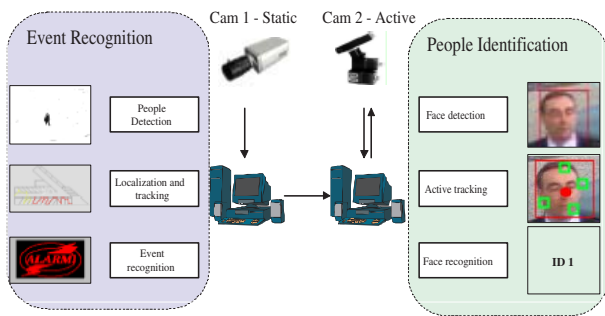 Event Recognition
Cam 1 - Static
Cam 2 - Active
People Identification
People
Detection
Localization and
tracking
ALARM
Event
recognition
Face detection
Active tracking
Face recognition
ID 1